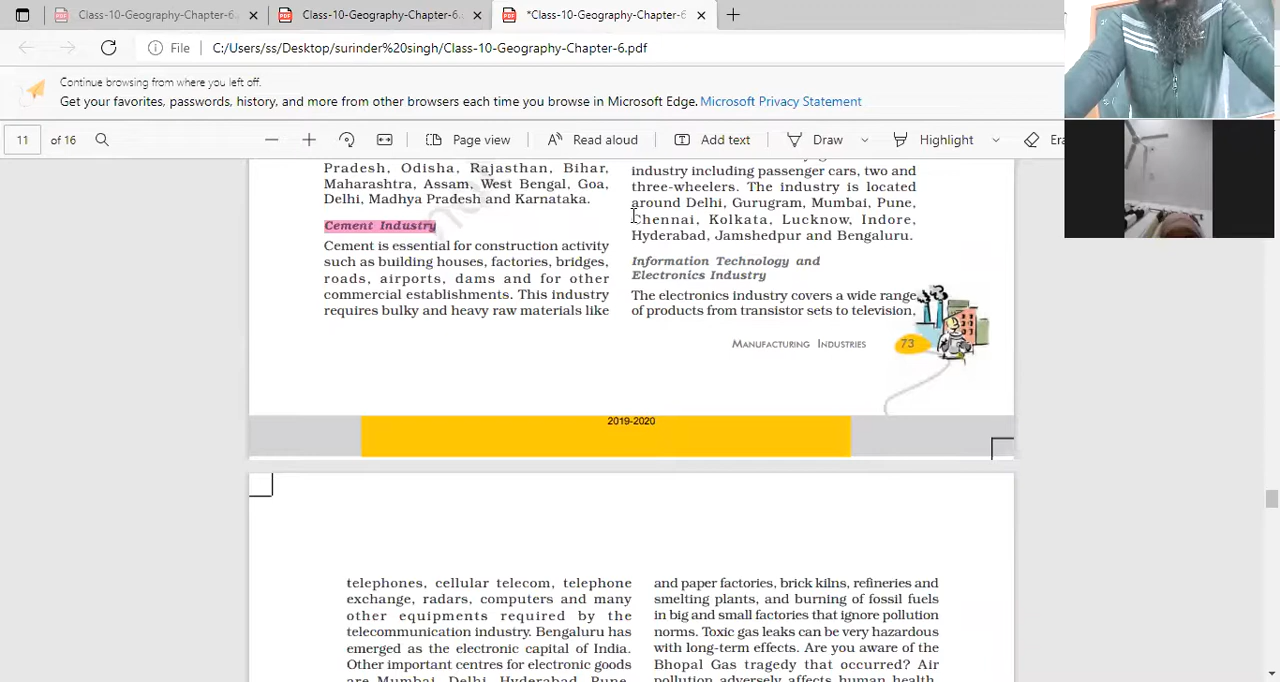 Class-10-Geography-Chapter-6.
Class-10-Geography-Chapter-6.
*Class-10-Geography-Chapter-6
File
C:/Users/ss/Desktop/surinder%20singh/Class-10-Geography-Chapter-6.pdf
Continue browsing from where you left off.
Get your favorites, passwords, history, and more from other browsers each time you browse in Microsoft Edge. Microsoft Privacy Statement
11 of 16
Page view
Read aloud
Add text
Draw
Highlight
Era
Pradesh, Odisha, Rajasthan, Bihar,
Maharashtra, Assam, West Bengal, Goa,
Delhi, Madhya Pradesh and Karnataka.
Cement Industry
Cement is essential for construction activity
such as building houses, factories, bridges,
roads, airports, dams and for other
commercial establishments. This industry
requires bulky and heavy raw materials like
industry including passenger cars, two and
three-wheelers. The industry is located
around Delhi, Gurugram, Mumbai, Pune,
Chennai, Kolkata, Lucknow, Indore,
Hyderabad, Jamshedpur and Bengaluru.
Information Technology and
Electronics Industry
The electronics industry covers a wide range
of products from transistor sets to television,
MANUFACTURING INDUSTRIES 73
2019-2020
telephones, cellular telecom, telephone
exchange, radars, computers and many
other equipments required by the
telecommunication industry. Bengaluru has
emerged as the electronic capital of India.
Other important centres for electronic goods
are Mumbai, Delhi, Hyderabad, Pune,
and paper factories, brick kilns, refineries and
smelting plants, and burning of fossil fuels
in big and small factories that ignore pollution
norms. Toxic gas leaks can be very hazardous
with long-term effects. Are you aware of the
Bhopal Gas tragedy that occurred? Air
pollution adversely affects human health,